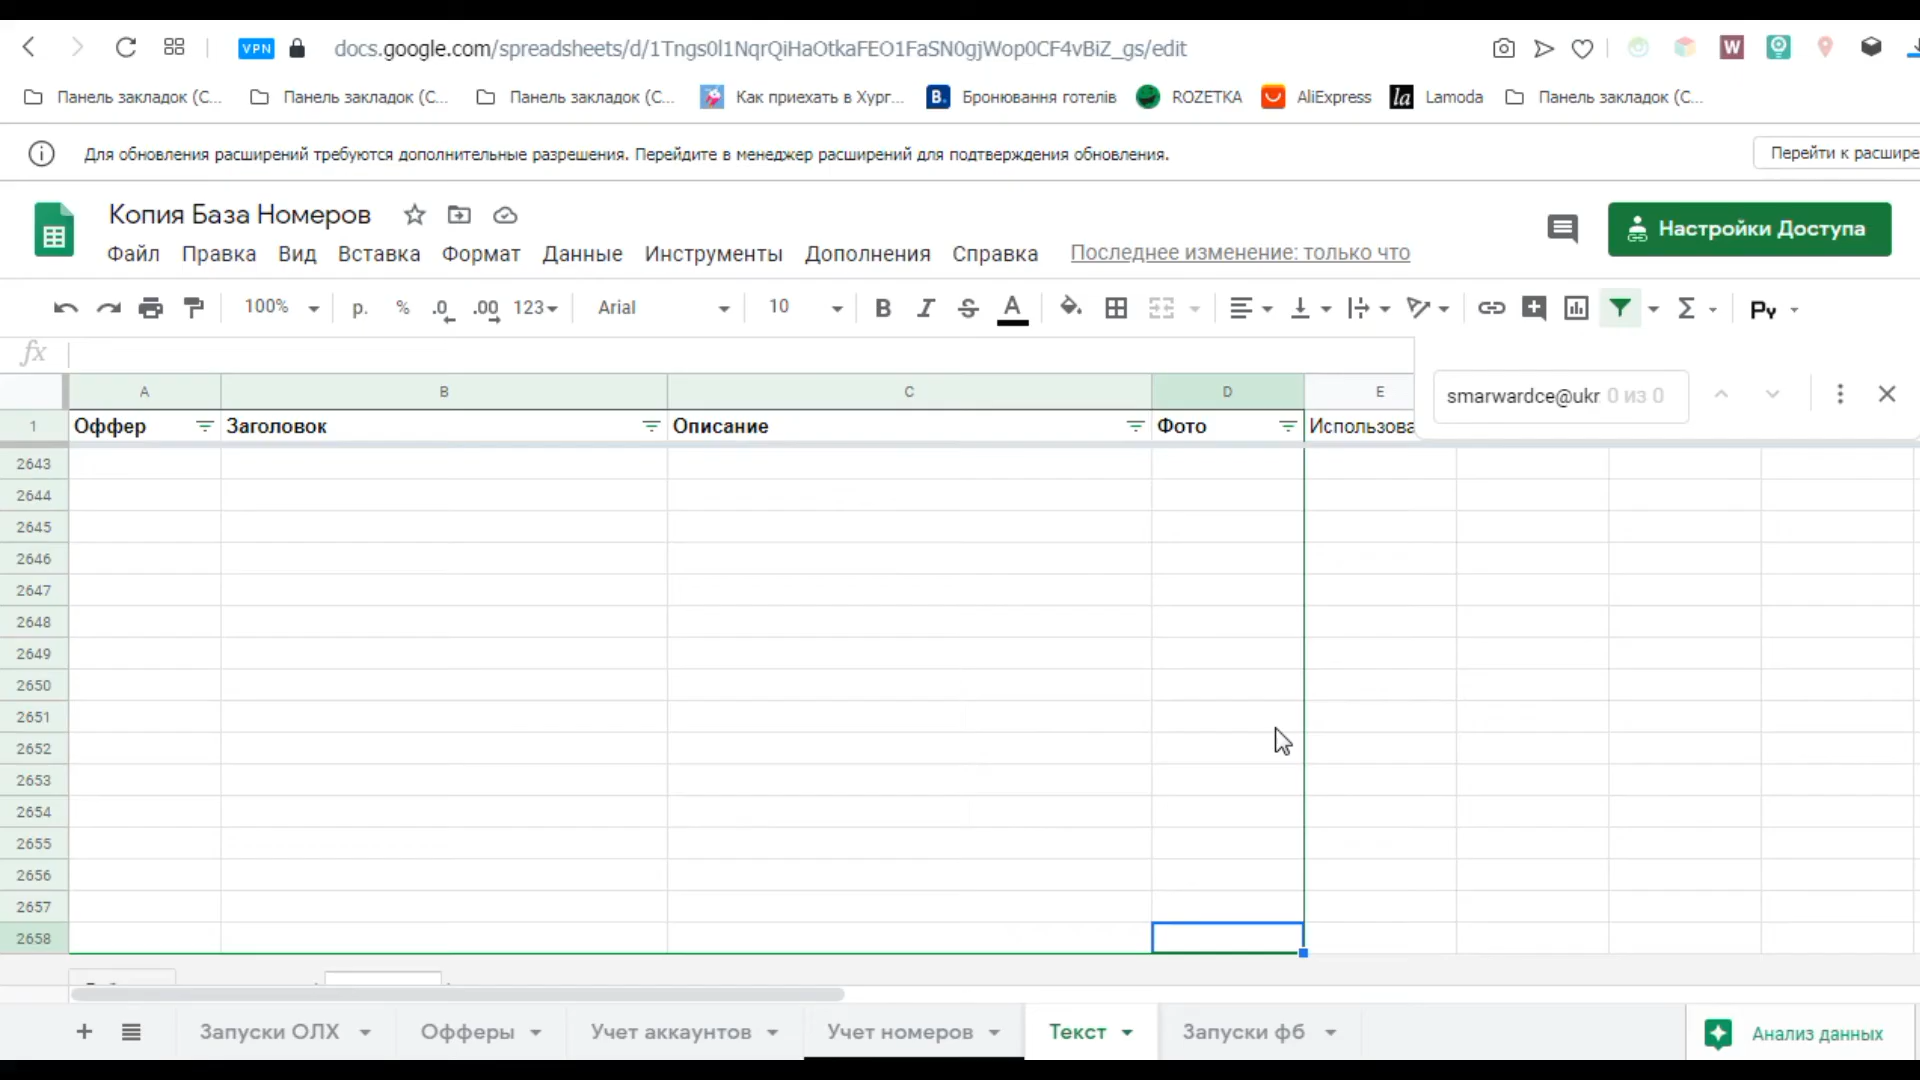 VPN docs.google.com/spreadsheets/d/1Tngs0l1NqrQiHaOtkaFEO1FaSN0gjWop0CF4vBiZ_gs/edit W
Панель закладок (С... Панель закладок (С... Панель закладок (С... Как приехать в Хург... B. Бронювання готелів ROZETKA AliExpress la Lamoda Панель закладок (С...
Для обновления расширений требуются дополнительные разрешения. Перейдите в менеджер расширений для подтверждения обновления. Перейти к расшире
Копия База Номеров
Файл Правка Вид Вставка Формат Данные Инструменты Дополнения Справка Последнее изменение: только что Настройки Доступа
100% р. % .0 .00 123 Arial 10 B I S A Σ Ру
fx
A B C D E smarwardce@ukr 0 из 0
1 Оффер Заголовок Описание Фото Использова
2643
2644
2645
2646
2647
2648
2649
2650
2651
2652
2653
2654
2655
2656
2657
2658
Запуски ОЛХ Офферы Учет аккаунтов Учет номеров Текст Запуски фб Анализ данных